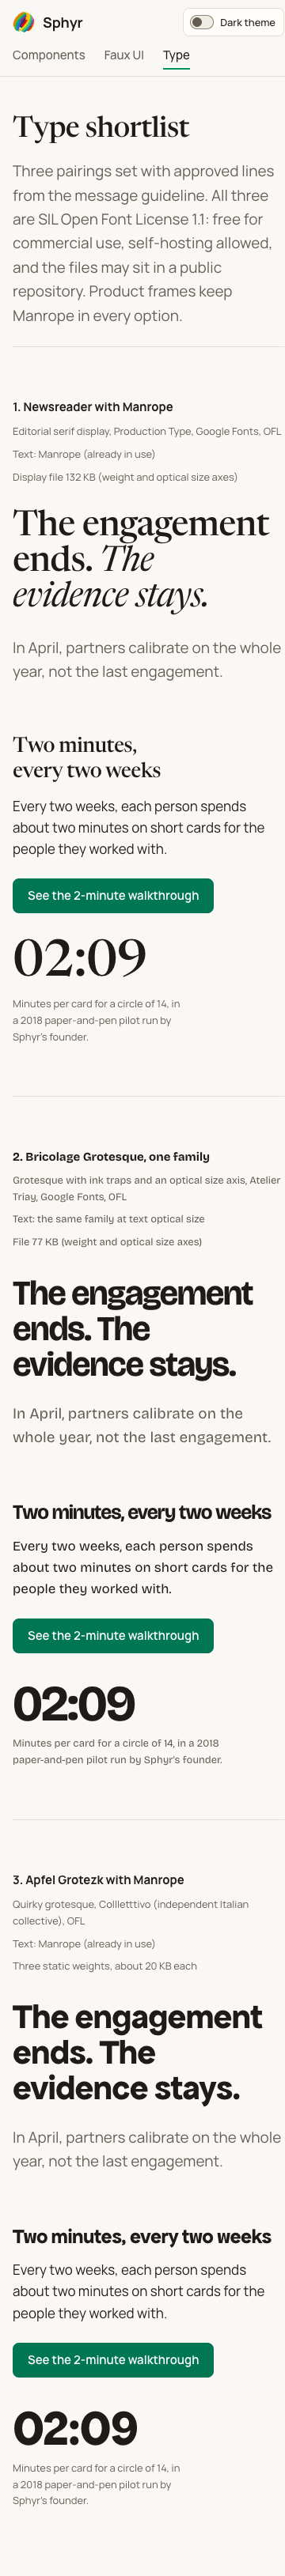 Sphyr
Dark theme
Components
Faux UI
Type
Type shortlist
Three pairings set with approved lines
from the message guideline. All three
are SIL Open Font License 1.1: free for
commercial use, self-hosting allowed,
and the files may sit in a public
repository. Product frames keep
Manrope in every option.
1. Newsreader with Manrope
Editorial serif display, Production Type, Google Fonts, OFL
Text: Manrope (already in use)
Display file 132 KB (weight and optical size axes)
The engagement
ends. The
evidence stays.
In April, partners calibrate on the whole
year, not the last engagement.
Two minutes,
every two weeks
Every two weeks, each person spends
about two minutes on short cards for the
people they worked with.
See the 2-minute walkthrough
02:09
Minutes per card for a circle of 14, in
a 2018 paper-and-pen pilot run by
Sphyr's founder.
2. Bricolage Grotesque, one family
Grotesque with ink traps and an optical size axis, Atelier
Triay, Google Fonts, OFL
Text: the same family at text optical size
File 77 KB (weight and optical size axes)
The engagement
ends. The
evidence stays.
In April, partners calibrate on the
whole year, not the last engagement.
Two minutes, every two weeks
Every two weeks, each person spends
about two minutes on short cards for the
people they worked with.
See the 2-minute walkthrough
02:09
Minutes per card for a circle of 14, in a 2018
paper-and-pen pilot run by Sphyr's founder.
3. Apfel Grotezk with Manrope
Quirky grotesque, Collletttivo (independent Italian
collective), OFL
Text: Manrope (already in use)
Three static weights, about 20 KB each
The engagement
ends. The
evidence stays.
In April, partners calibrate on the whole
year, not the last engagement.
Two minutes, every two weeks
Every two weeks, each person spends
about two minutes on short cards for the
people they worked with.
See the 2-minute walkthrough
02:09
Minutes per card for a circle of 14, in
a 2018 paper-and-pen pilot run by
Sphyr's founder.